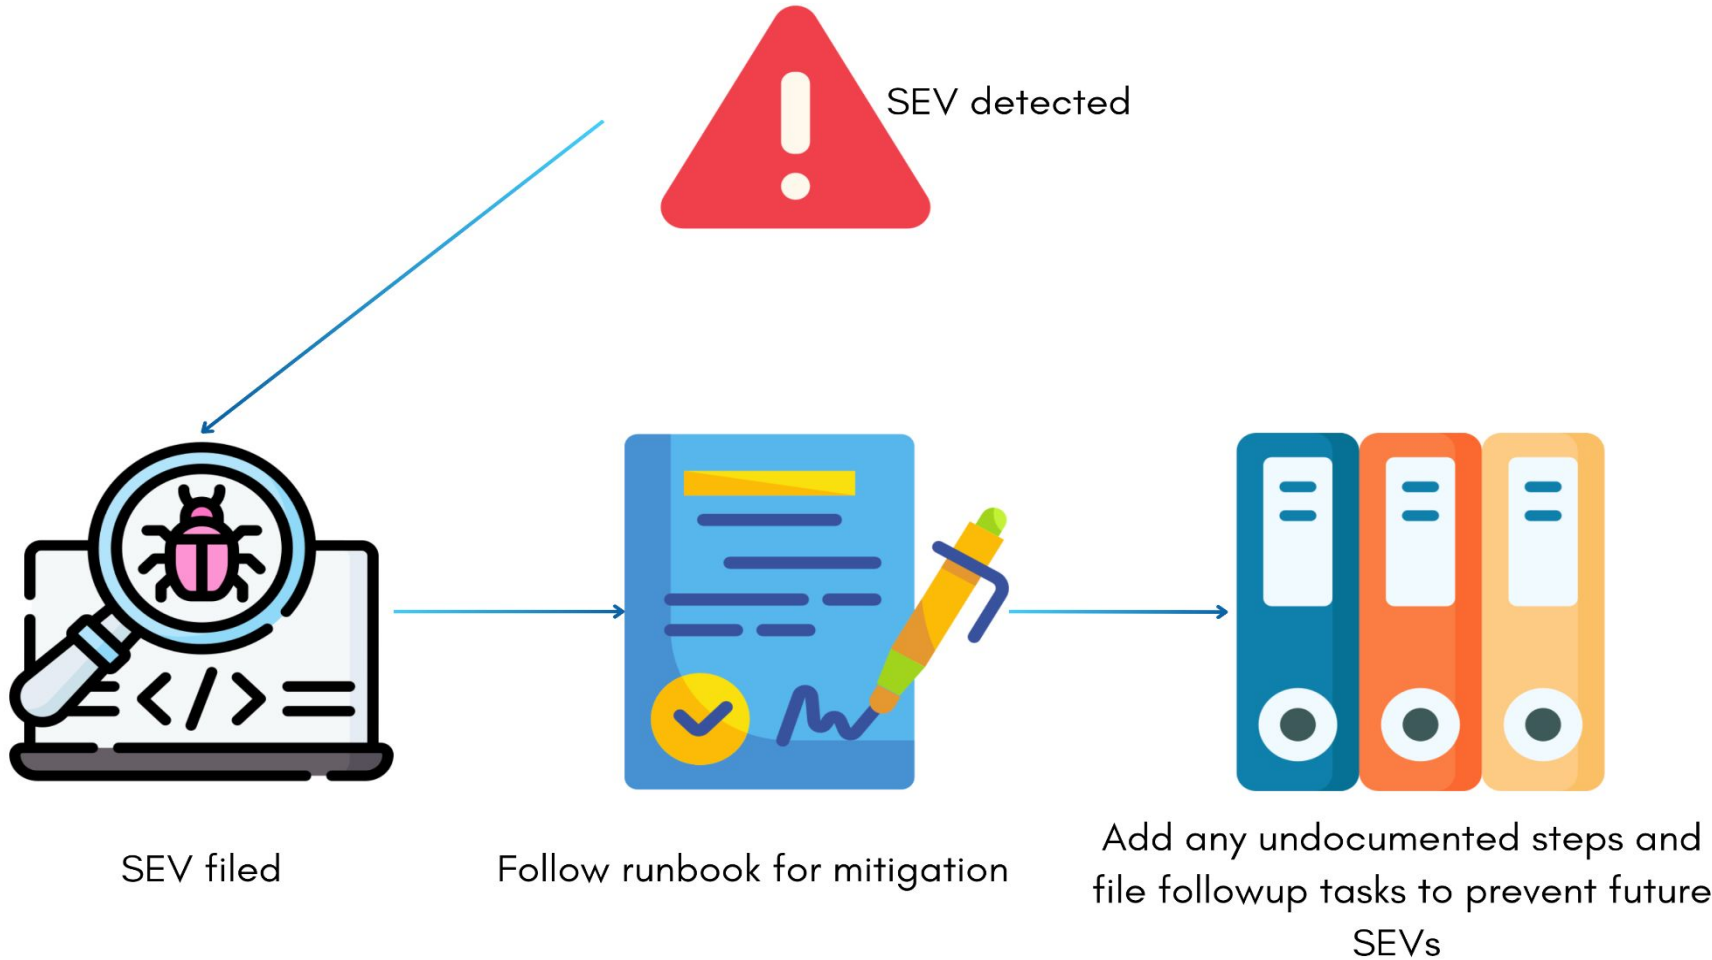 SEV detected
SEV filed
Follow runbook for mitigation
Add any undocumented steps and
file followup tasks to prevent future
SEVs